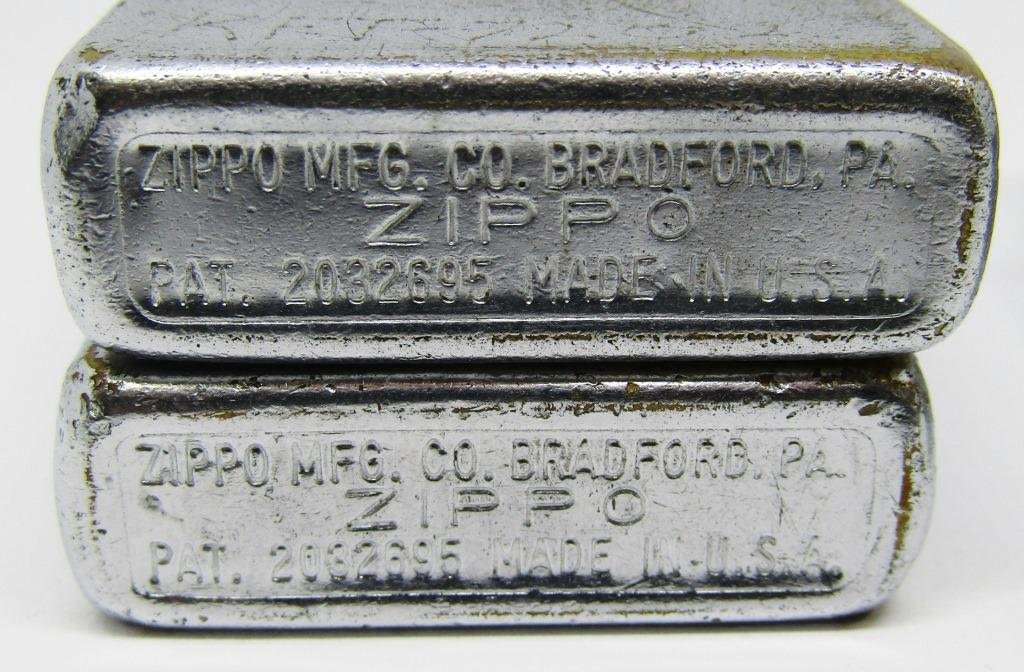 ZIPPO MFG. CO. BRADFORD, PA.
ZIPPO
PAT. 2032695 MADE IN U.S.A.
ZIPPO MFG. CO. BRADFORD, PA.
ZIPPO
PAT. 2032695 MADE IN U.S.A.